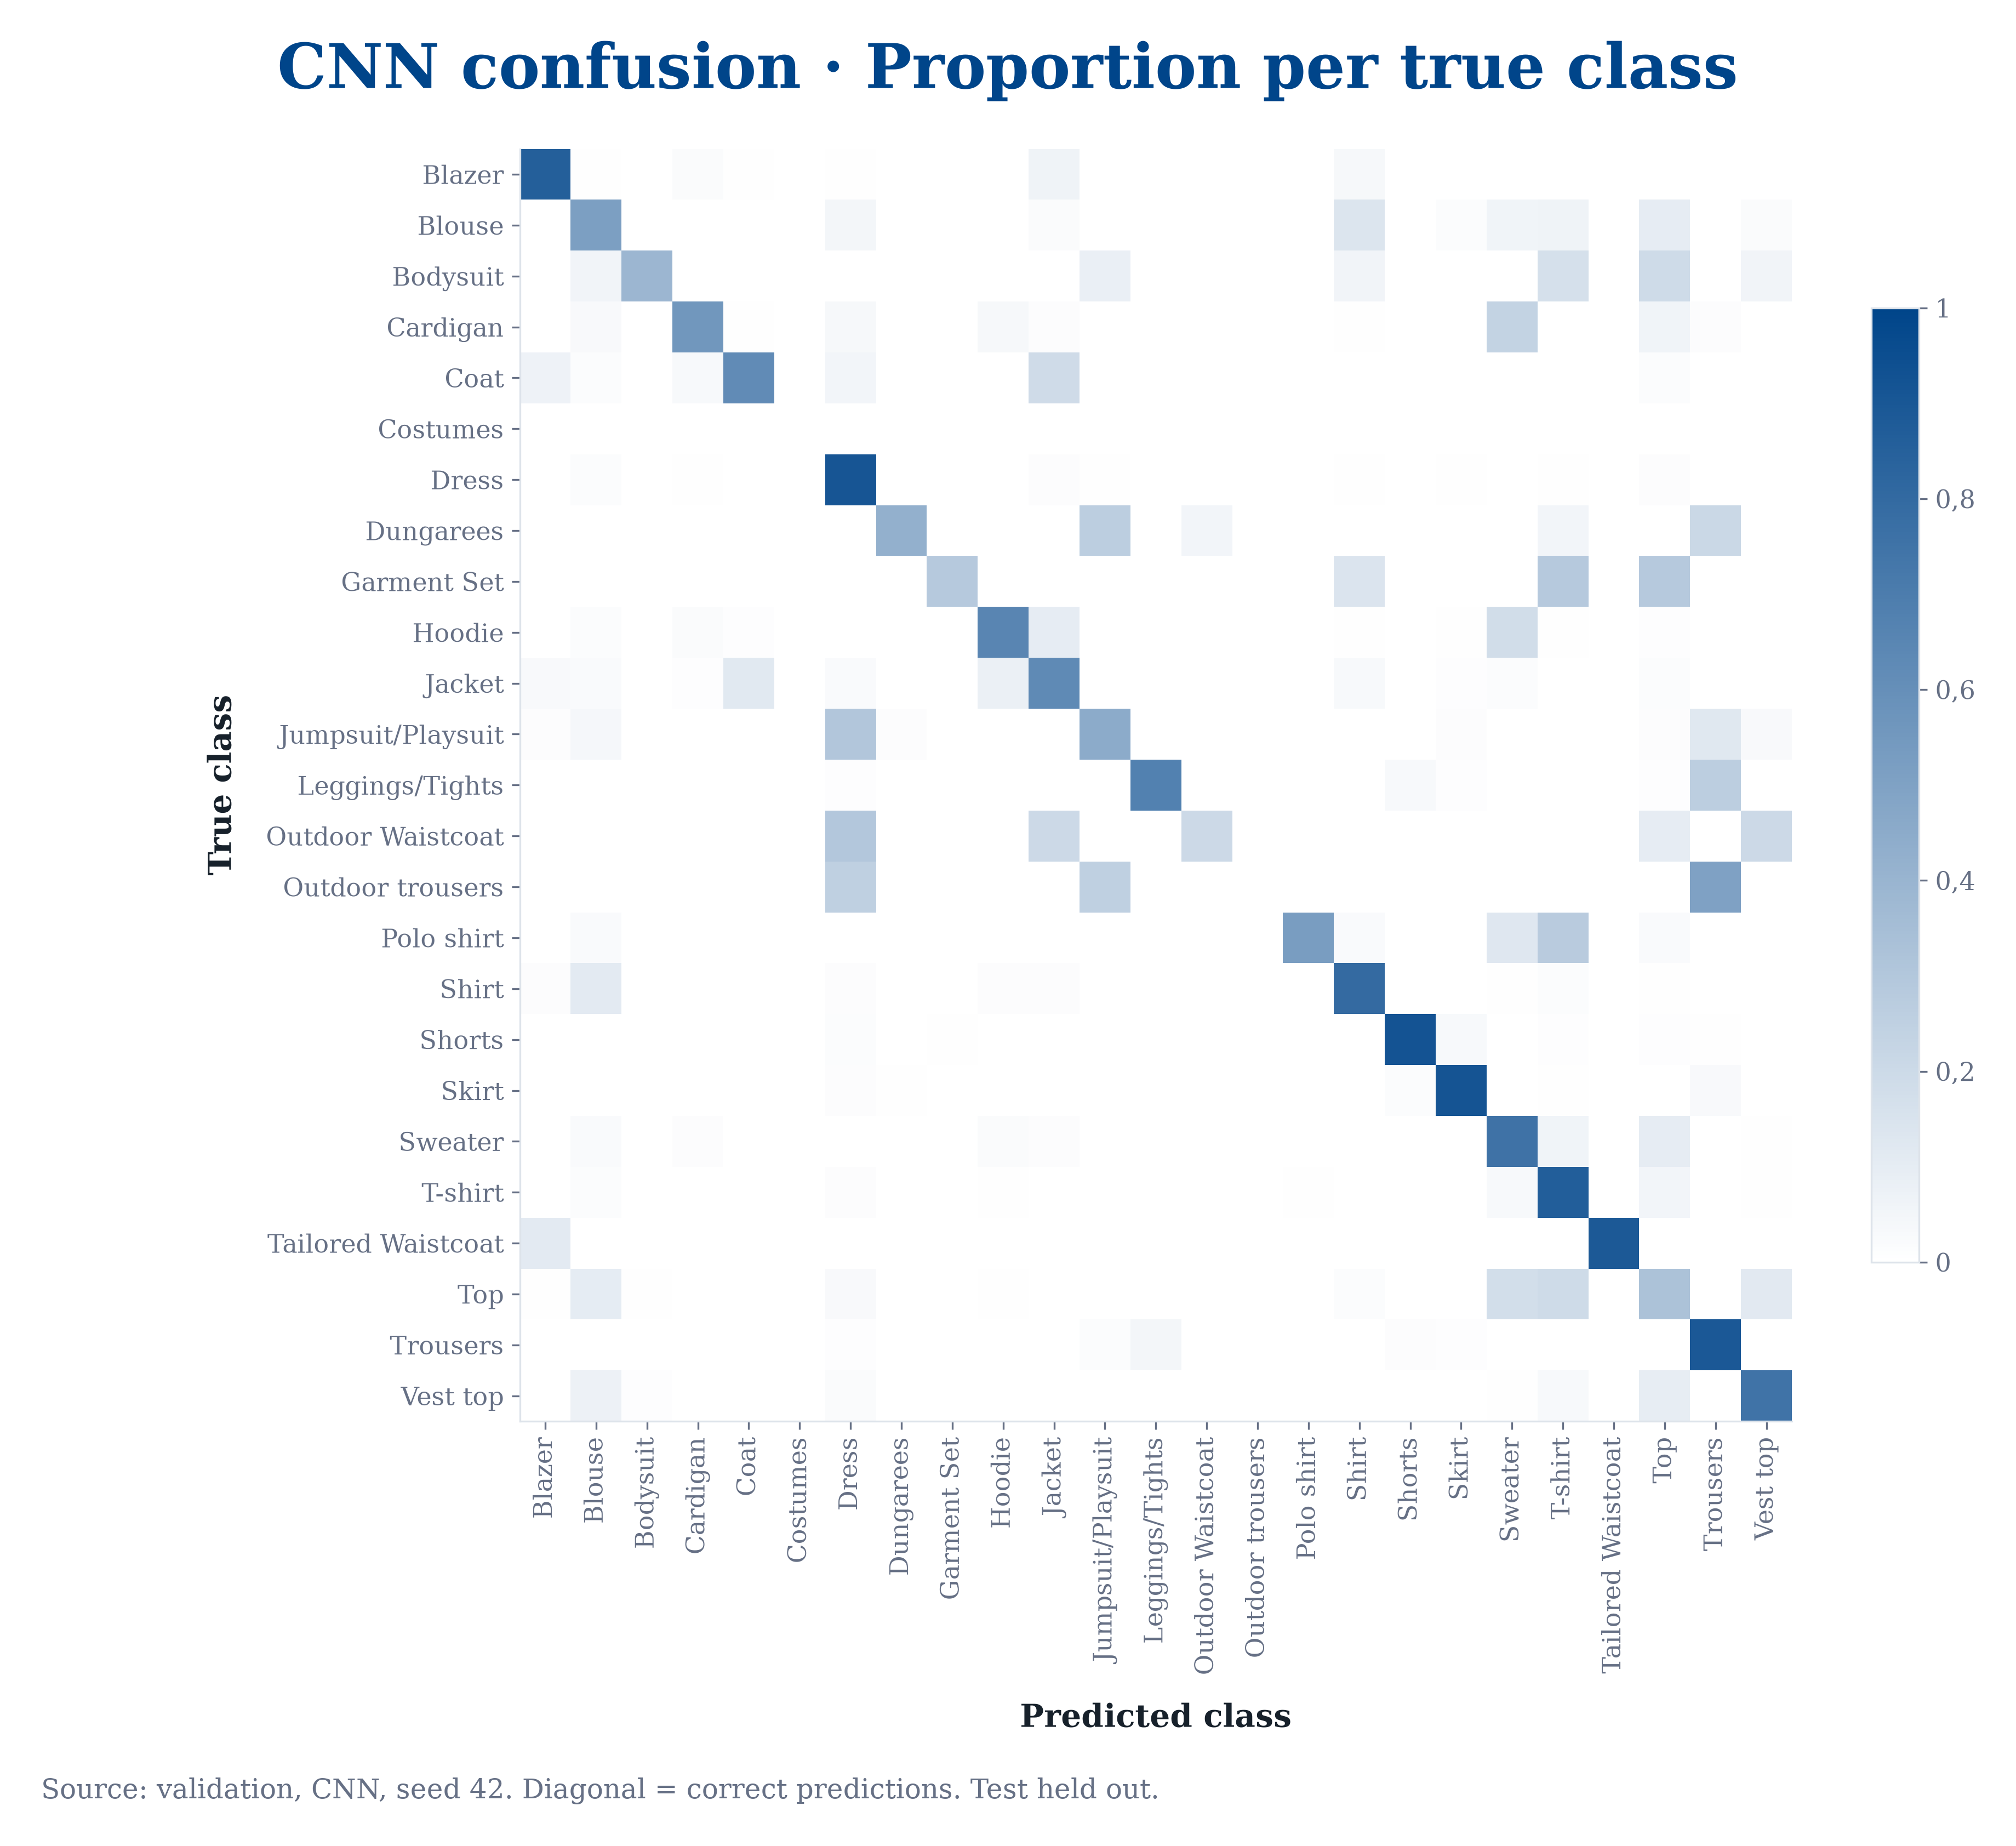 CNN confusion · Proportion per true class
Blazer
Blouse
Bodysuit
Cardigan
Coat
Costumes
Dress
Dungarees
Garment Set
Hoodie
Jacket
Jumpsuit/Playsuit
Leggings/Tights
Outdoor Waistcoat
Outdoor trousers
Polo shirt
Shirt
Shorts
Skirt
Sweater
T-shirt
Tailored Waistcoat
Top
Trousers
Vest top
True class
1
0,8
0,6
0,4
0,2
0
Blazer
Blouse
Bodysuit
Cardigan
Coat
Costumes
Dress
Dungarees
Garment Set
Hoodie
Jacket
Jumpsuit/Playsuit
Leggings/Tights
Outdoor Waistcoat
Outdoor trousers
Polo shirt
Shirt
Shorts
Skirt
Sweater
T-shirt
Tailored Waistcoat
Top
Trousers
Vest top
Predicted class
Source: validation, CNN, seed 42. Diagonal = correct predictions. Test held out.